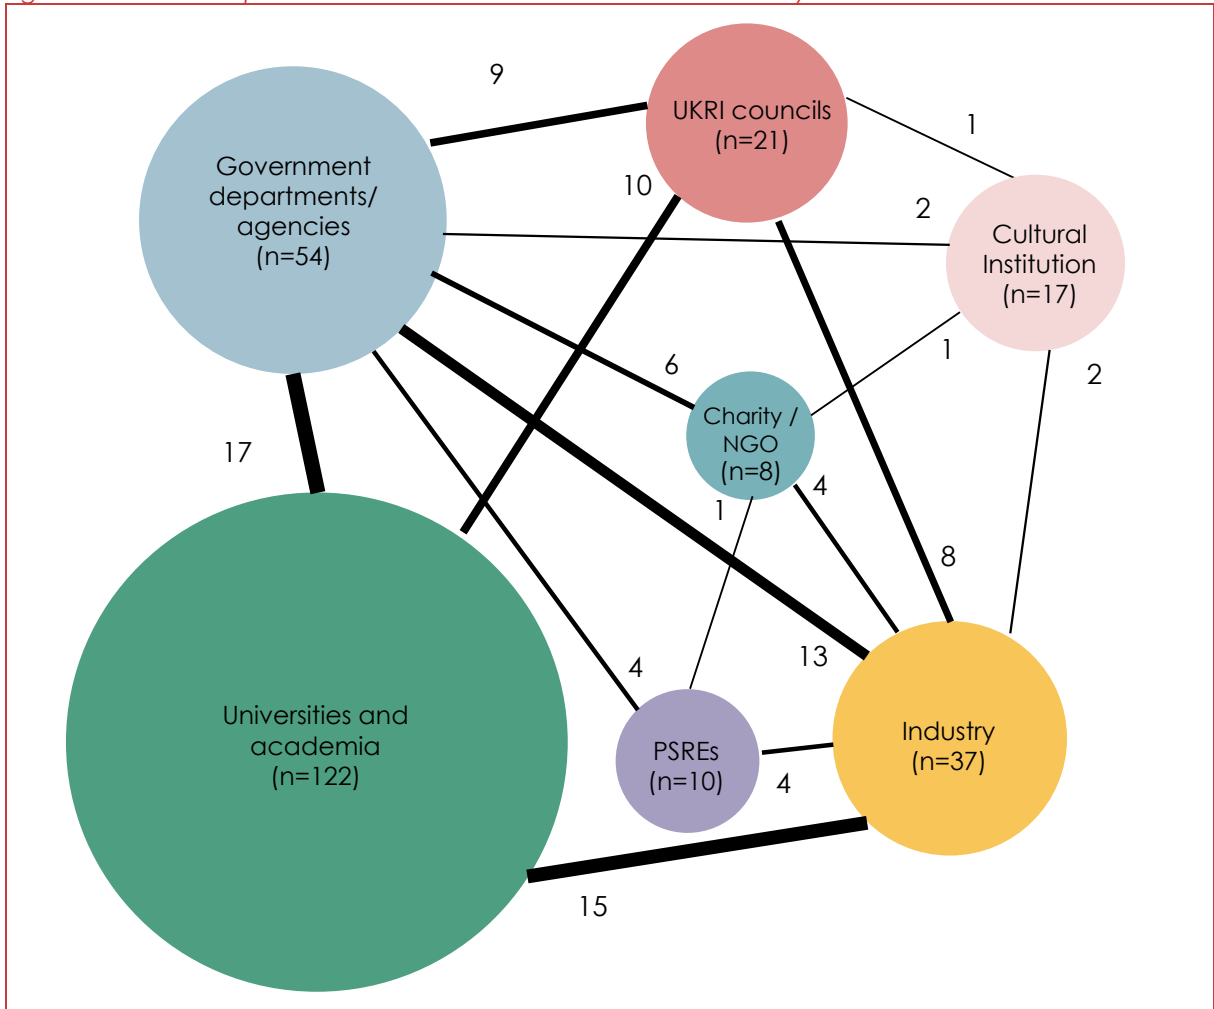 9
UKRI councils
(n=21)
1
Government
departments/
agencies
(n=54)
10
2
Cultural
Institution
(n=17)
6
1
2
Charity /
NGO
(n=8)
17
4
1
8
13
4
Universities and
academia
(n=122)
PSREs
(n=10)
4
Industry
(n=37)
15